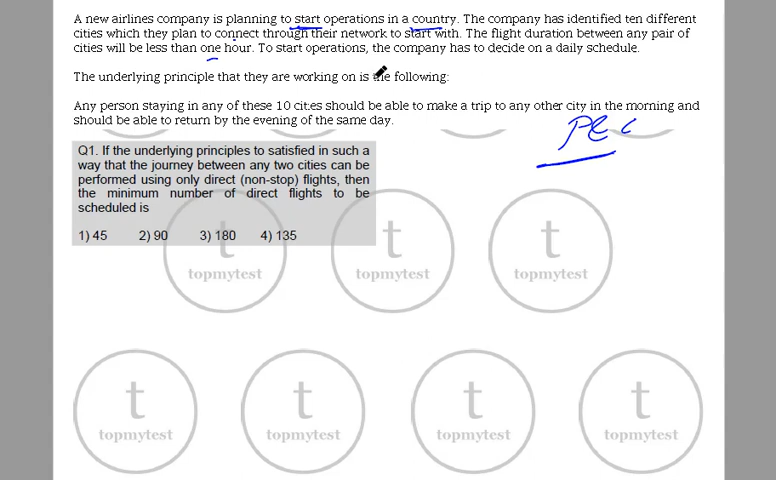 A new airlines company is planning to start operations in a country. The company has identified ten different
cities which they plan to connect through their network to start with. The flight duration between any pair of
cities will be less than one hour. To start operations, the company has to decide on a daily schedule.
The underlying principle that they are working on is the following:
Any person staying in any of these 10 cites should be able to make a trip to any other city in the morning and
should be able to return by the evening of the same day.
Q1. If the underlying principles to satisfied in such a
way that the journey between any two cities can be
performed using only direct (non-stop) flights, then
the minimum number of direct flights to be
scheduled is
1) 45 2) 90 3) 180 4) 135
t
topmytest
t
topmytest
t
topmytest
t
topmytest
t
topmytest
t
topmytest
t
topmytest